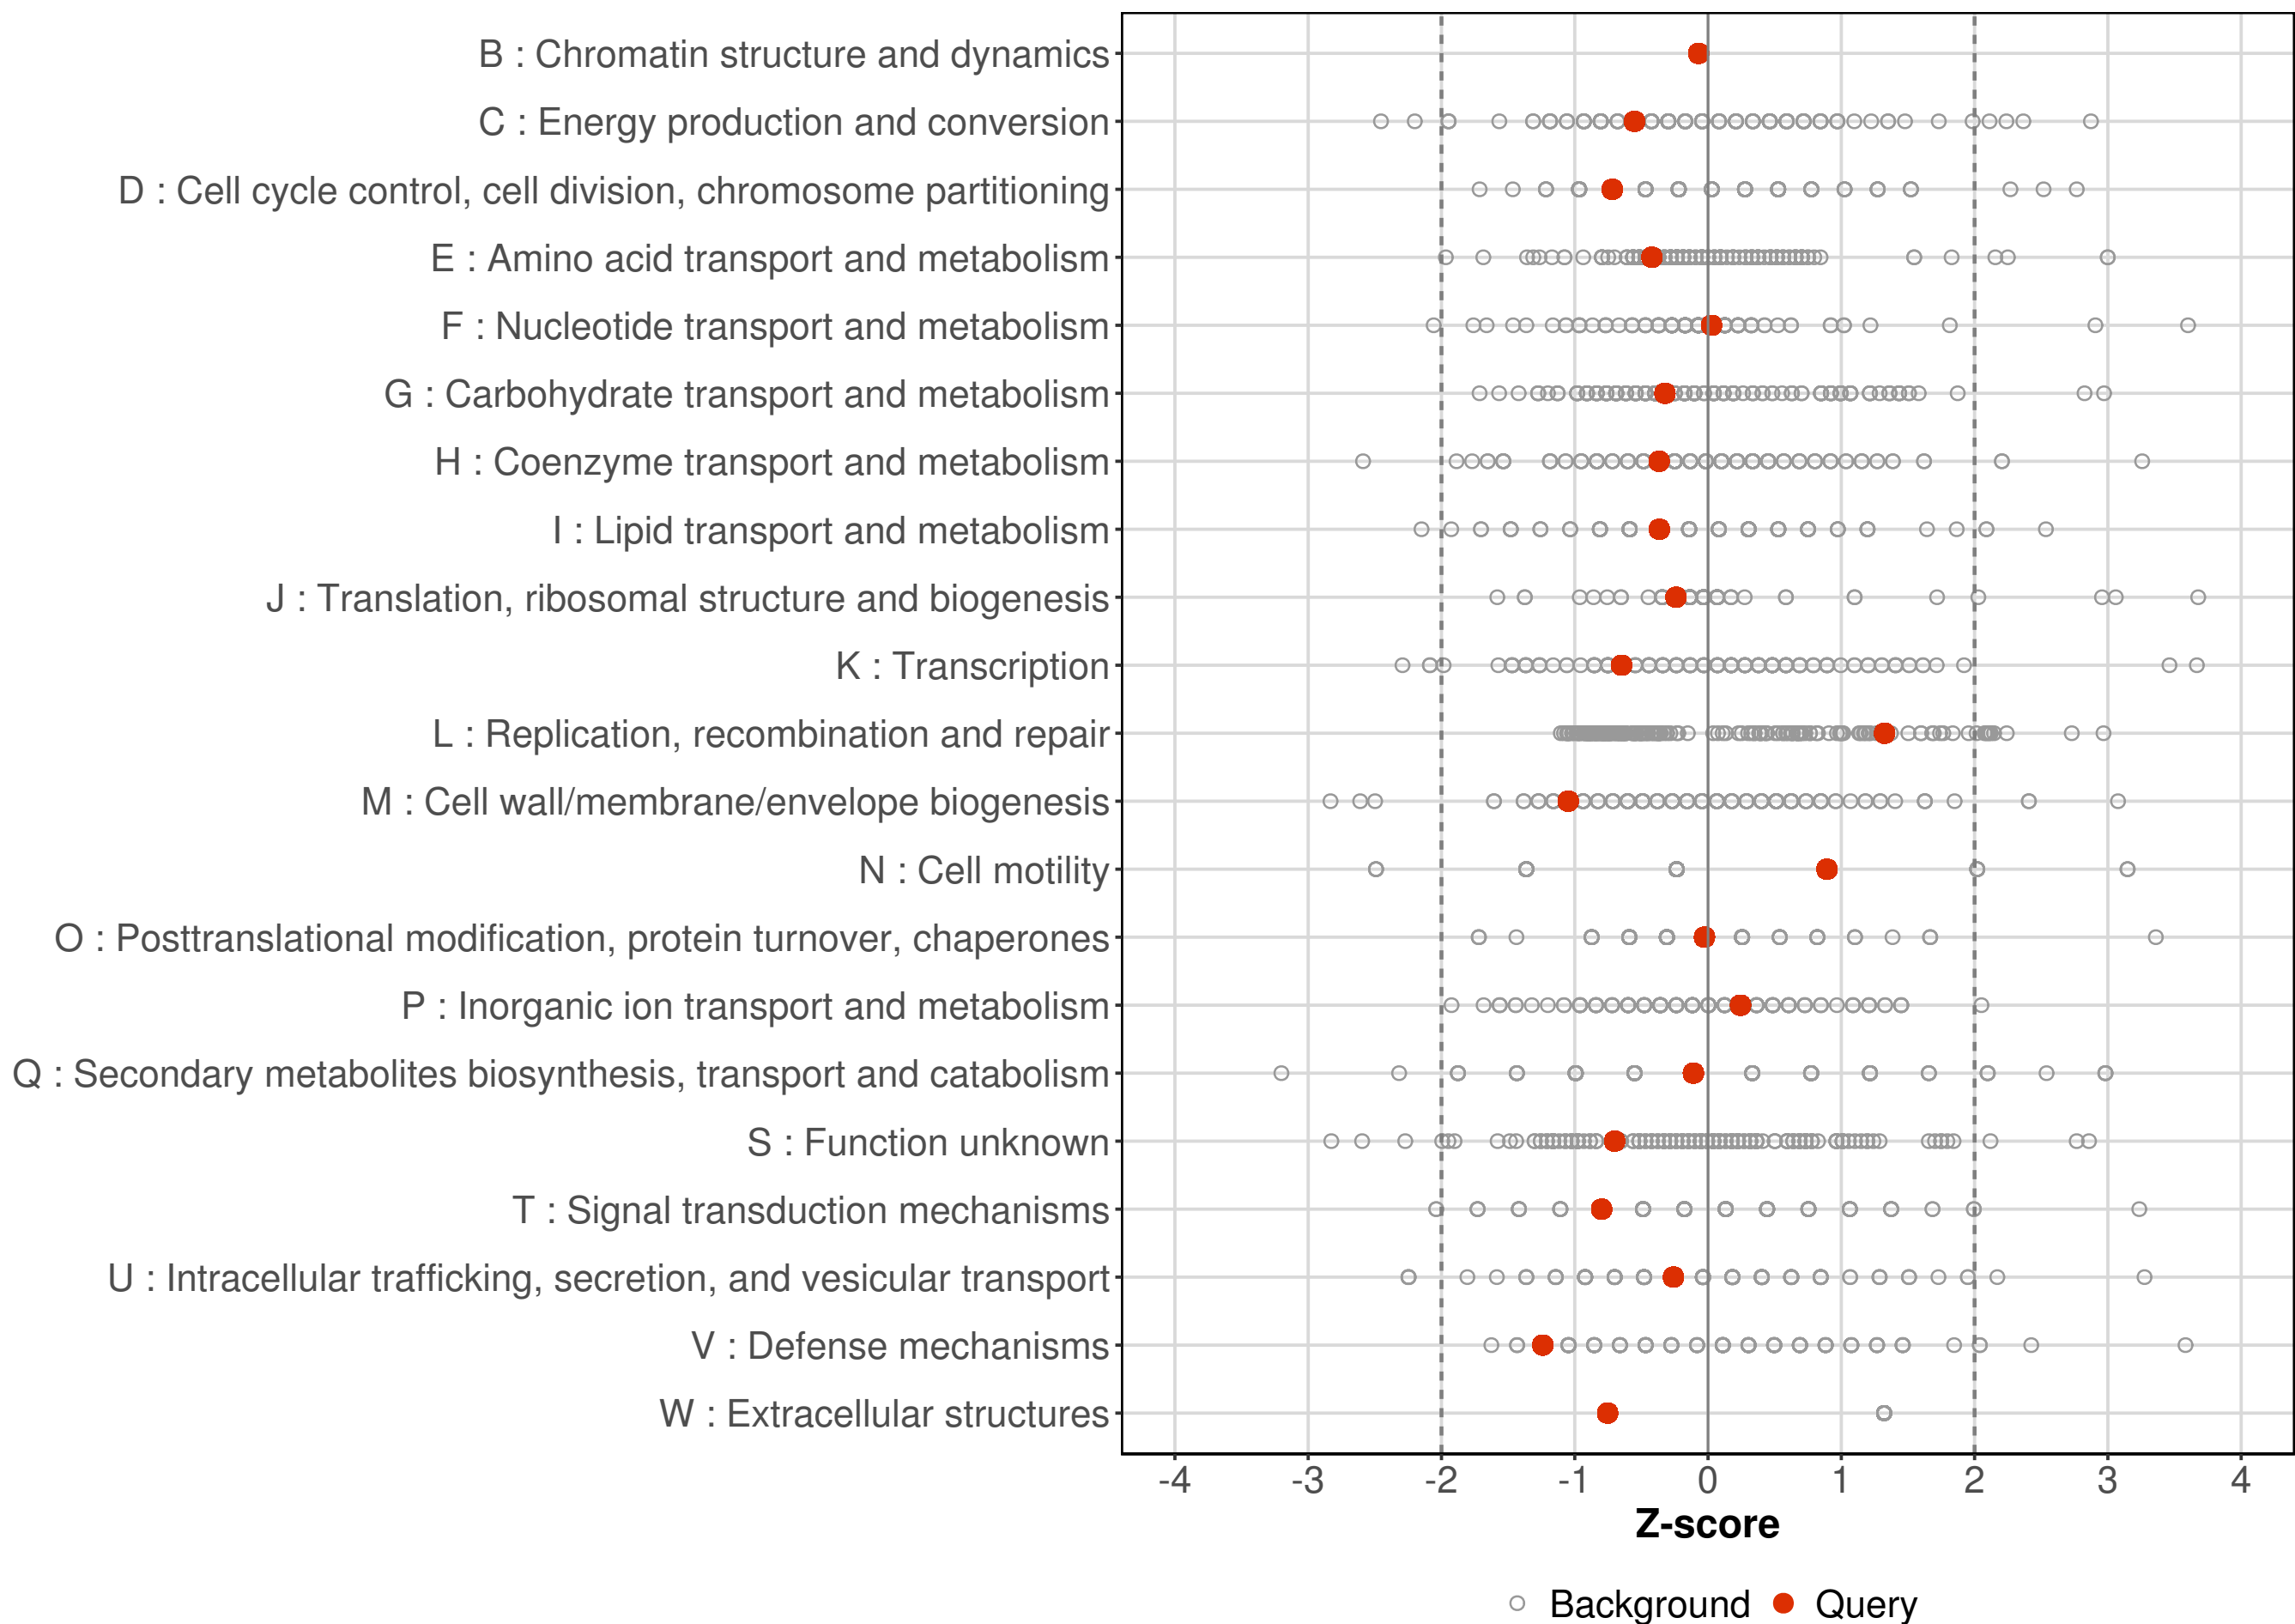 B : Chromatin structure and dynamics
C : Energy production and conversion
D : Cell cycle control, cell division, chromosome partitioning
E : Amino acid transport and metabolism
F : Nucleotide transport and metabolism
G : Carbohydrate transport and metabolism
H : Coenzyme transport and metabolism
I : Lipid transport and metabolism
J : Translation, ribosomal structure and biogenesis
K : Transcription
L : Replication, recombination and repair
M : Cell wall/membrane/envelope biogenesis
N : Cell motility
O : Posttranslational modification, protein turnover, chaperones
P : Inorganic ion transport and metabolism
Q : Secondary metabolites biosynthesis, transport and catabolism
S : Function unknown
T : Signal transduction mechanisms
U : Intracellular trafficking, secretion, and vesicular transport
V : Defense mechanisms
W : Extracellular structures
-4 -3 -2 -1 0 1 2 3 4
Z-score
Background Query